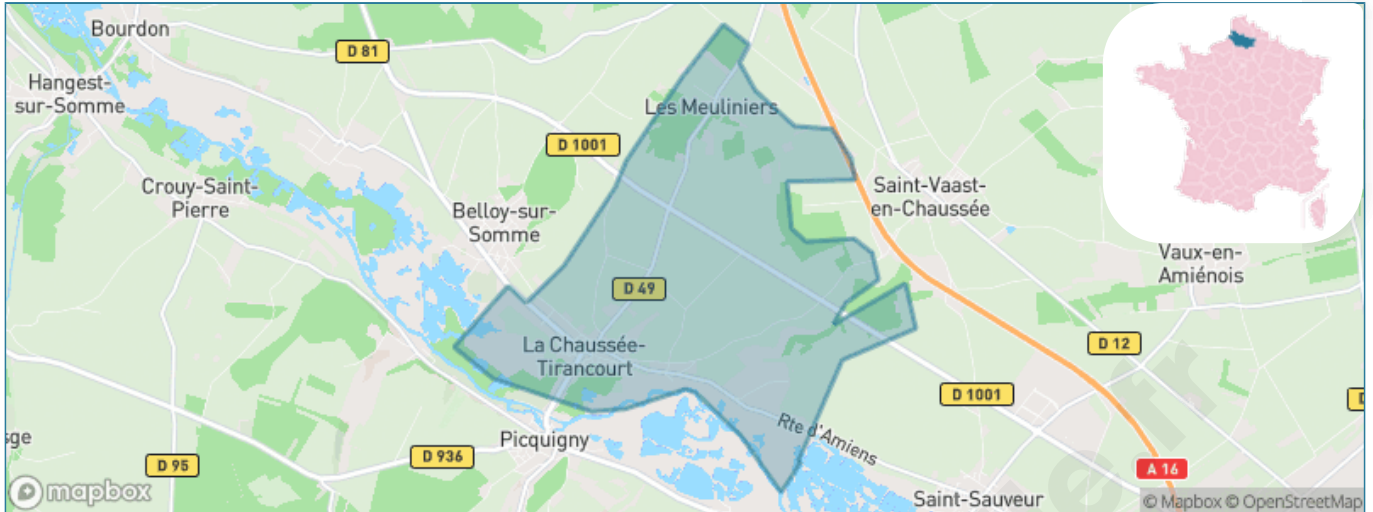 Bourdon
D 81
Hangest-
sur-Somme
Les Meuliniers
D 1001
Crouy-Saint-
Pierre
Saint-Vaast-
en-Chaussée
Belloy-sur-
Somme
Vaux-en-
Amiénois
D 49
La Chaussée-
Tirancourt
D 12
D 1001
Rte d'Amiens
Picquigny
D 936
D 95
A 16
Saint-Sauveur
mapbox
© Mapbox © OpenStreetMap